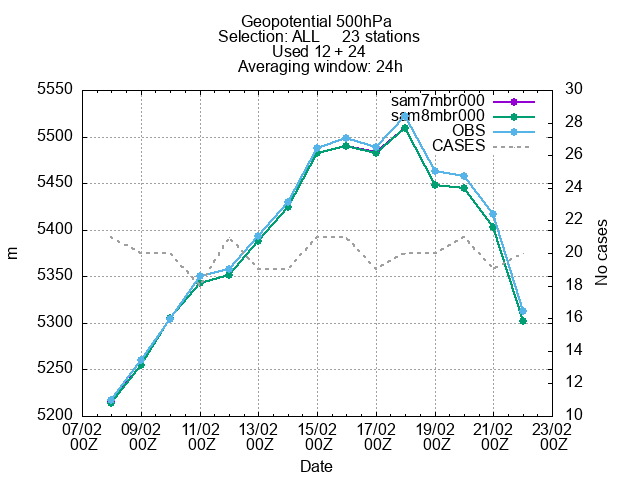 Geopotential 500hPa
Selection: ALL 23 stations
Used 12 + 24
Averaging window: 24h
5550
5500
5450
5400
5350
5300
5250
5200
m
30
28
26
24
22
20
18
16
14
12
10
No cases
sam7mbr000
sam8mbr000
OBS
CASES
07/02 09/02 11/02 13/02 15/02 17/02 19/02 21/02 23/02
00Z 00Z 00Z 00Z 00Z 00Z 00Z 00Z 00Z
Date